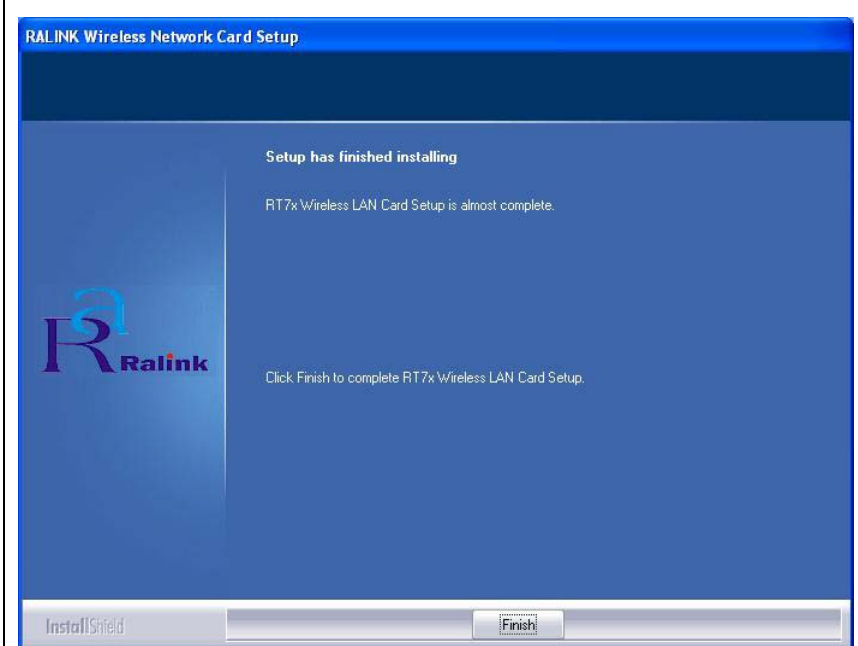 RALINK Wireless Network Card Setup
Setup has finished installing
RT7x Wireless LAN Card Setup is almost complete.
Ra
Ralink
Click Finish to complete RT7x Wireless LAN Card Setup.
InstallShield
Finish